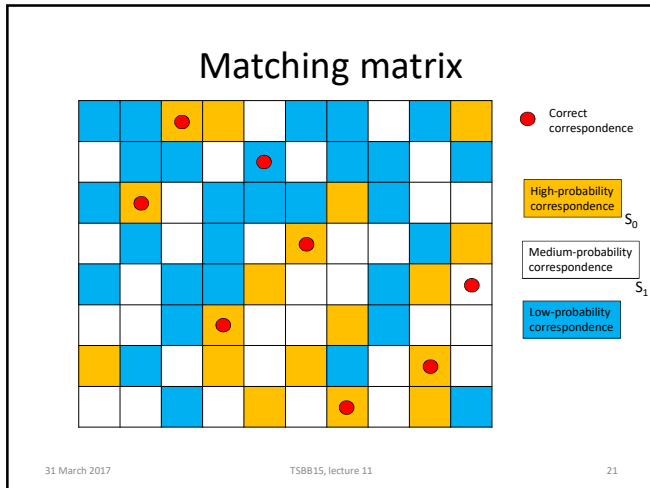 Matching matrix
Correct
correspondence
High-probability
correspondence
S0
Medium-probability
correspondence
S1
Low-probability
correspondence
31 March 2017
TSBB15, lecture 11
21